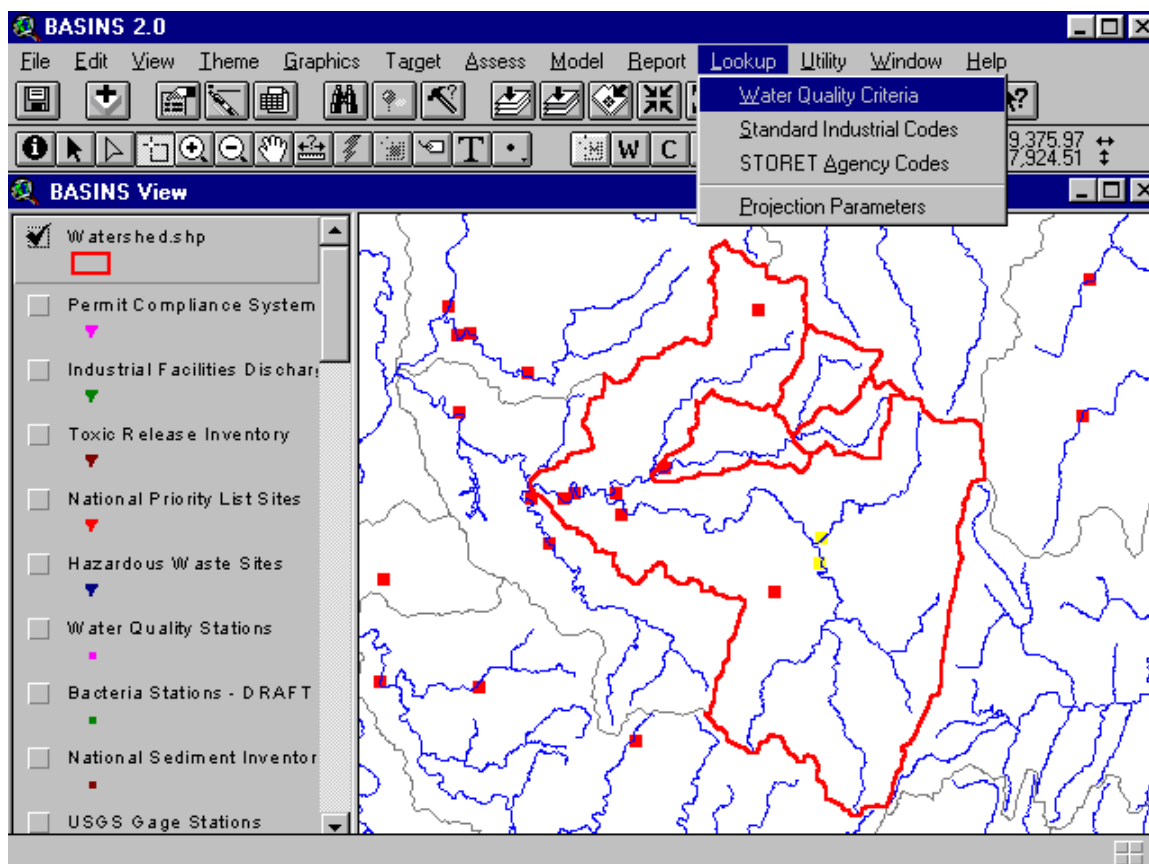 BASINS 2.0
File Edit View Theme Graphics Target Assess Model Report Lookup Utility Window Help
Water Quality Criteria
Standard Industrial Codes
STORET Agency Codes
Projection Parameters
W C
T
9,375.97
7,924.51
BASINS View
Watershed.shp
Permit Compliance System
Industrial Facilities Dischar
Toxic Release Inventory
National Priority List Sites
Hazardous Waste Sites
Water Quality Stations
Bacteria Stations - DRAFT
National Sediment Inventor
USGS Gage Stations